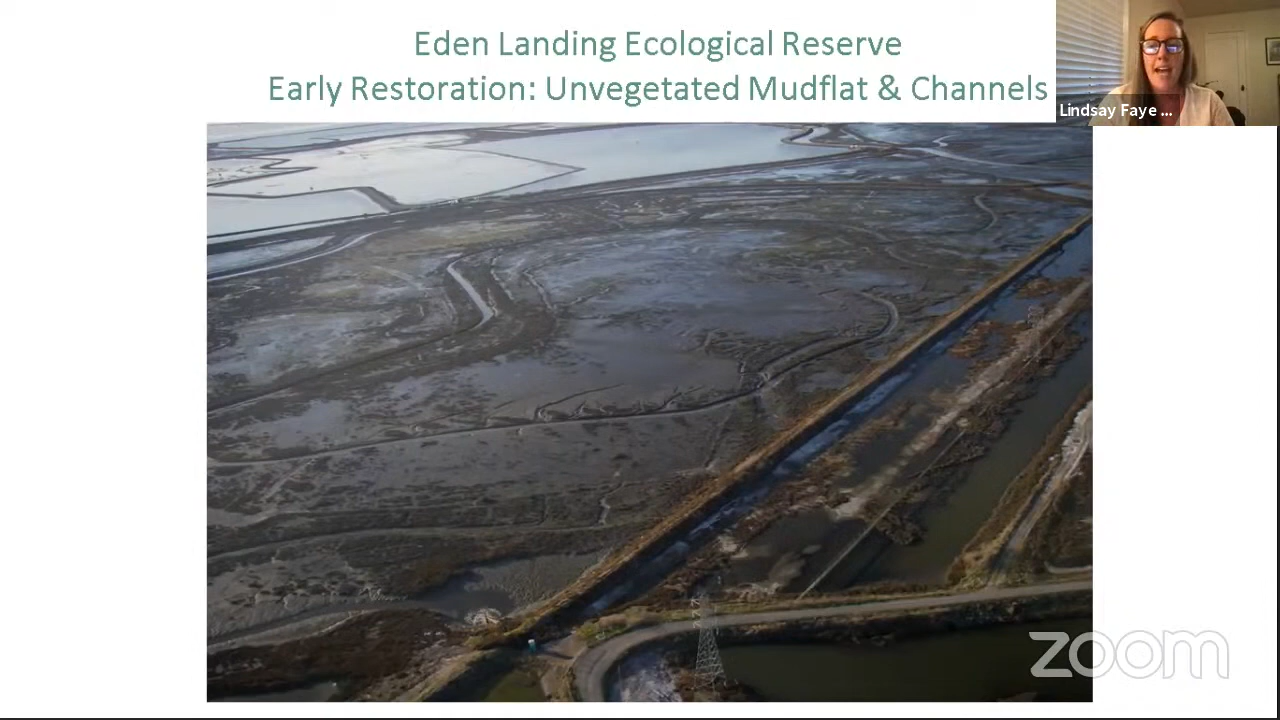 Eden Landing Ecological Reserve
Early Restoration: Unvegetated Mudflat & Channels
Lindsay Faye ...
zoom